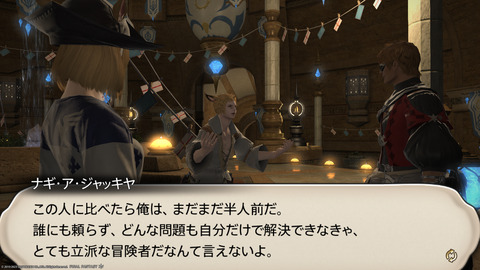 ナギ・ア・ジャッキヤ
この人に比べたら俺は、まだまだ半人前だ。
誰にも頼らず、どんな問題も自分だけで解決できなきゃ、
とても立派な冒険者だなんて言えないよ。